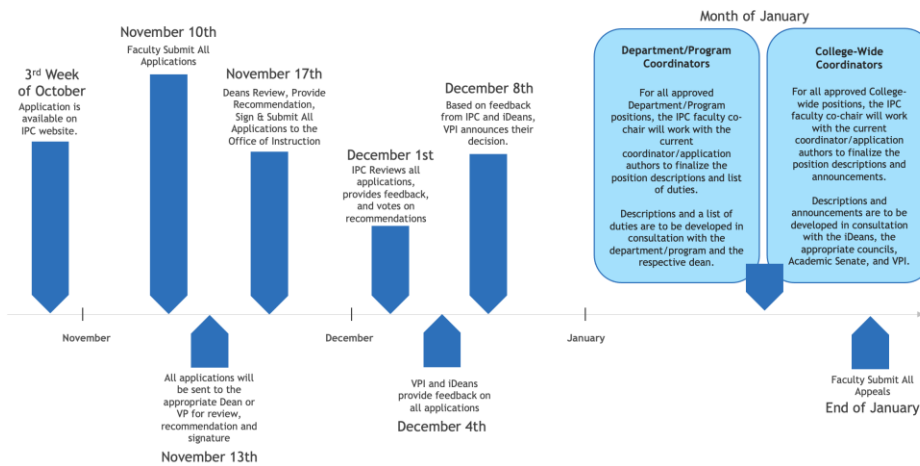 3rd Week
of October
Application is
available on
IPC website.
November 10th
Faculty Submit All
Applications
November 17th
Deans Review, Provide
Recommendation,
Sign & Submit All
Applications to the
Office of Instruction
December 1st
IPC Reviews all
applications,
provides feedback,
and votes on
recommendations
December 8th
Based on feedback
from IPC and iDeans,
VPI announces their
decision.
Month of January
Department/Program
Coordinators
For all approved
Department/Program
positions, the IPC faculty co-
chair will work with the
current
coordinator/application
authors to finalize the
position descriptions and list
of duties.
Descriptions and a list of
duties are to be developed in
consultation with the
department/program and the
respective dean.
College-Wide
Coordinators
For all approved College-
wide positions, the IPC
faculty co-chair will work
with the current
coordinator/application
authors to finalize the
position descriptions and
announcements.
Descriptions and
announcements are to be
developed in consultation
with the iDeans, the
appropriate councils,
Academic Senate, and VPI.
November
December
January
All applications will
be sent to the
appropriate Dean or
VP for review,
recommendation and
signature
November 13th
VPI and iDeans
provide feedback on
all applications
December 4th
Faculty Submit All
Appeals
End of January